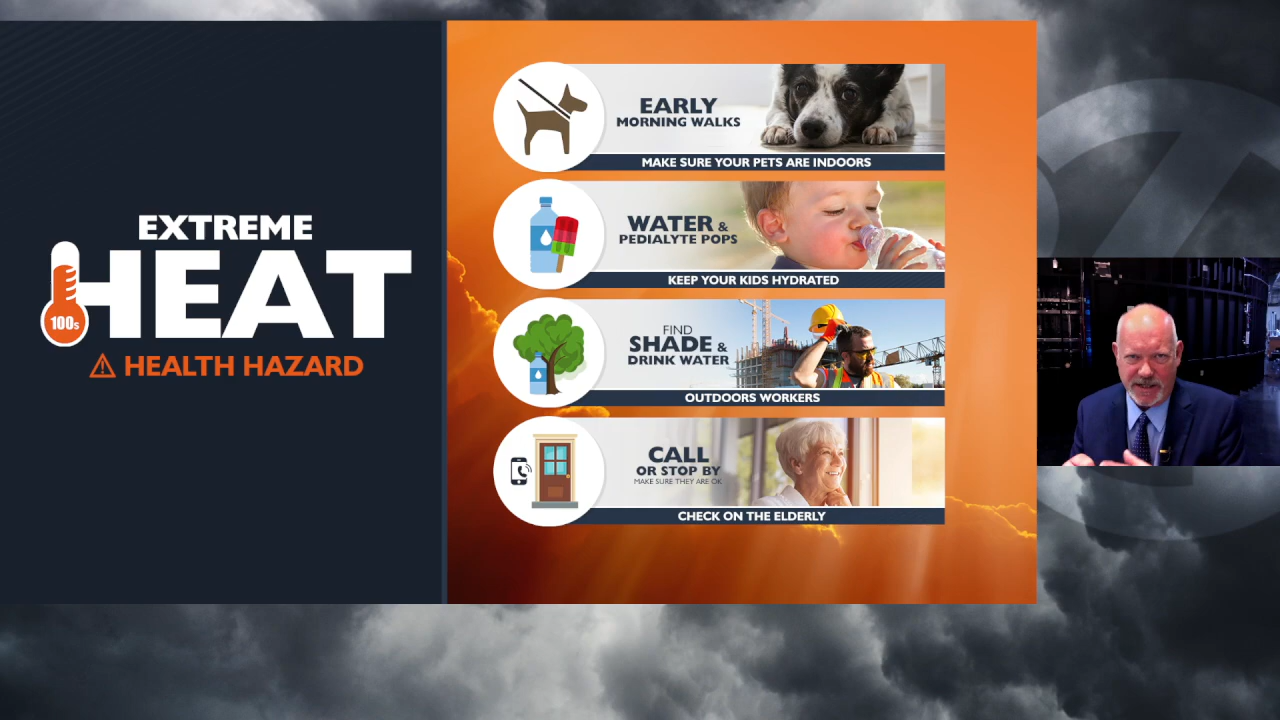 EXTREME
HEAT
100s
⚠ HEALTH HAZARD
EARLY
MORNING WALKS
MAKE SURE YOUR PETS ARE INDOORS
WATER &
PEDIALYTE POPS
KEEP YOUR KIDS HYDRATED
FIND
SHADE &
DRINK WATER
OUTDOORS WORKERS
CALL
OR STOP BY
MAKE SURE THEY ARE OK
CHECK ON THE ELDERLY